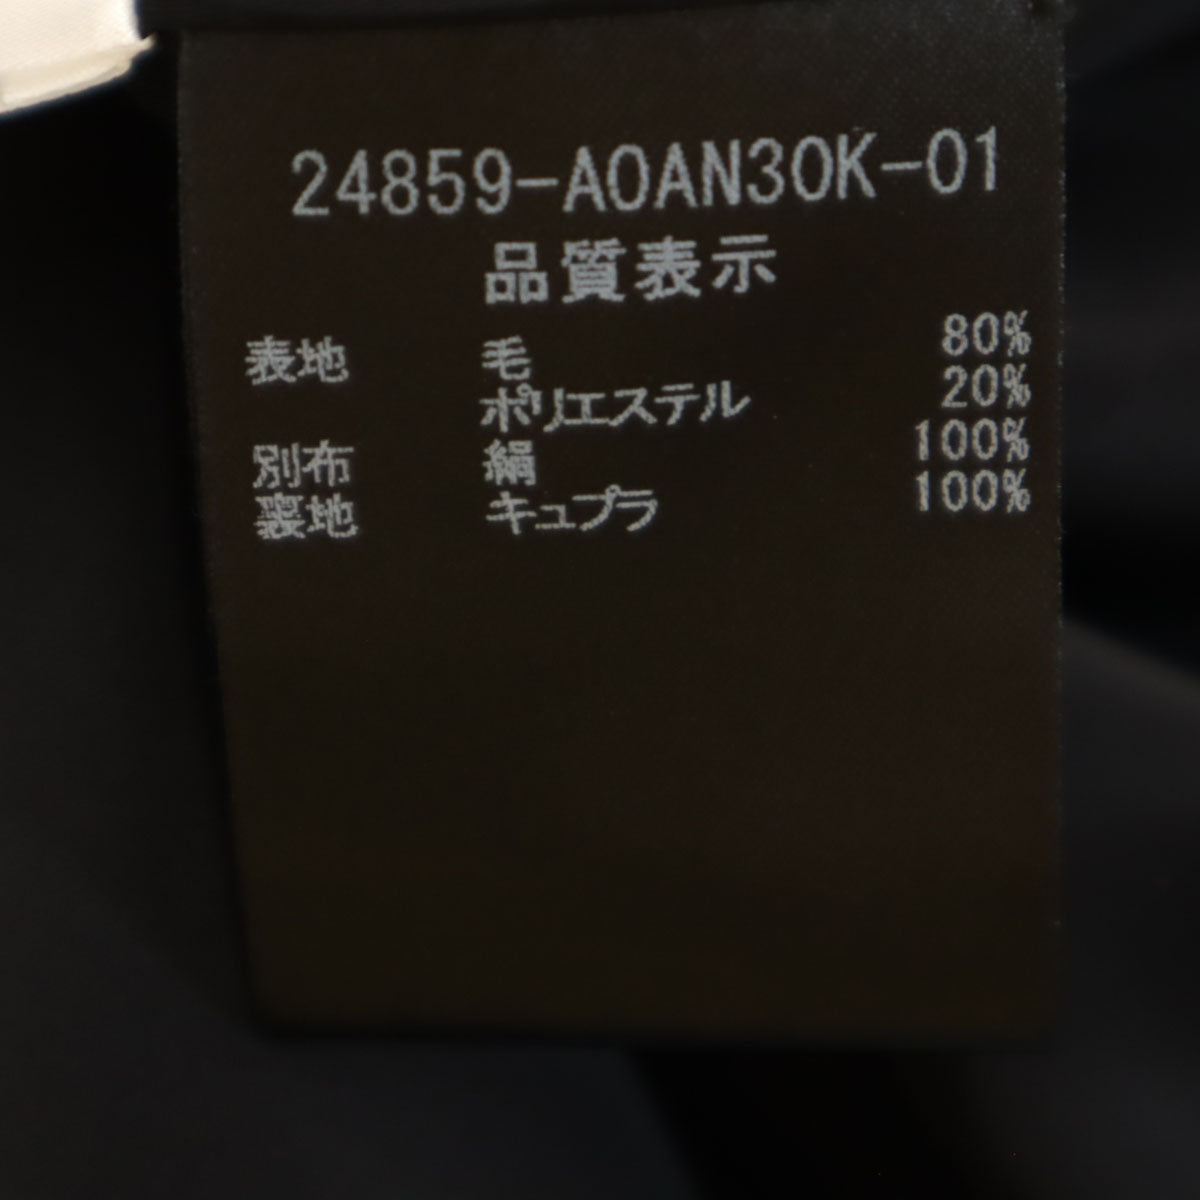 24859-A0AN30K-01
品質表示
表地 毛 80%
ポリエステル 20%
別布 絹 100%
裏地 キュプラ 100%